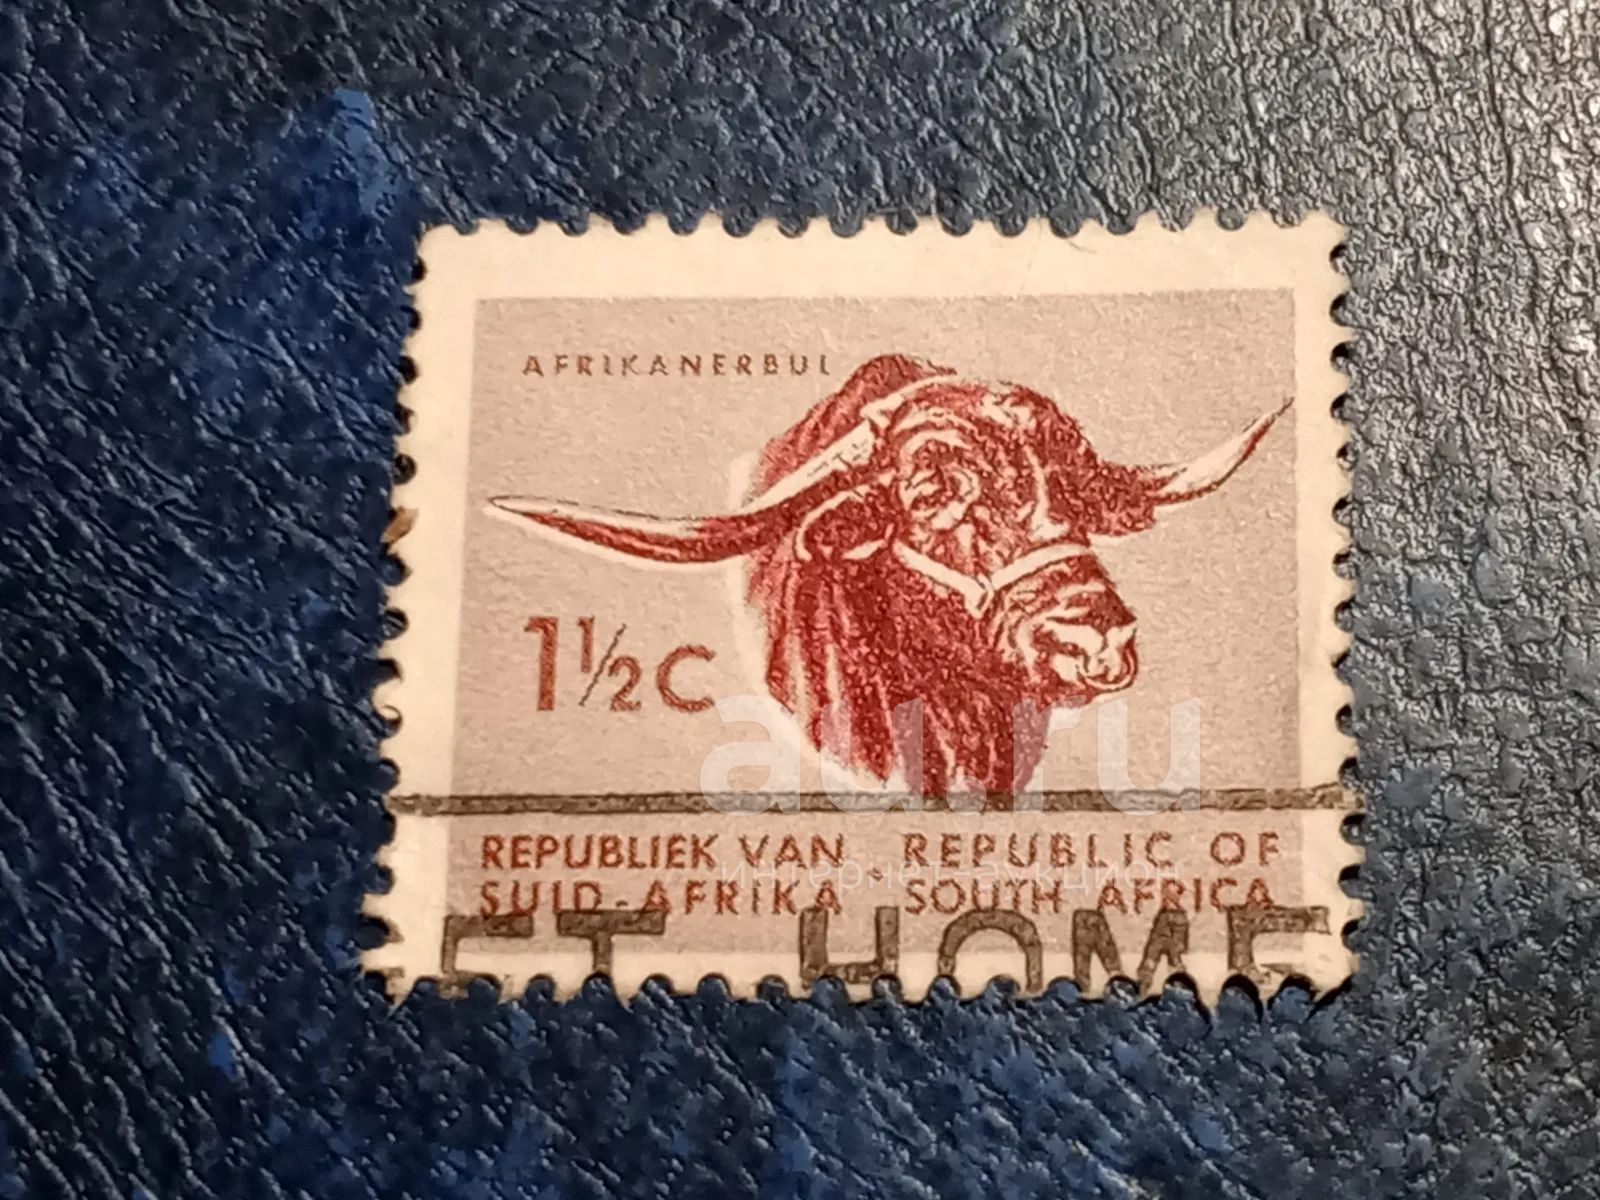 AFRIKANERBUL
1½C
REPUBLIEK VAN · REPUBLIC OF
SUID-AFRIKA SOUTH AFRICA
au.ru
интернет-аукцион
HOME